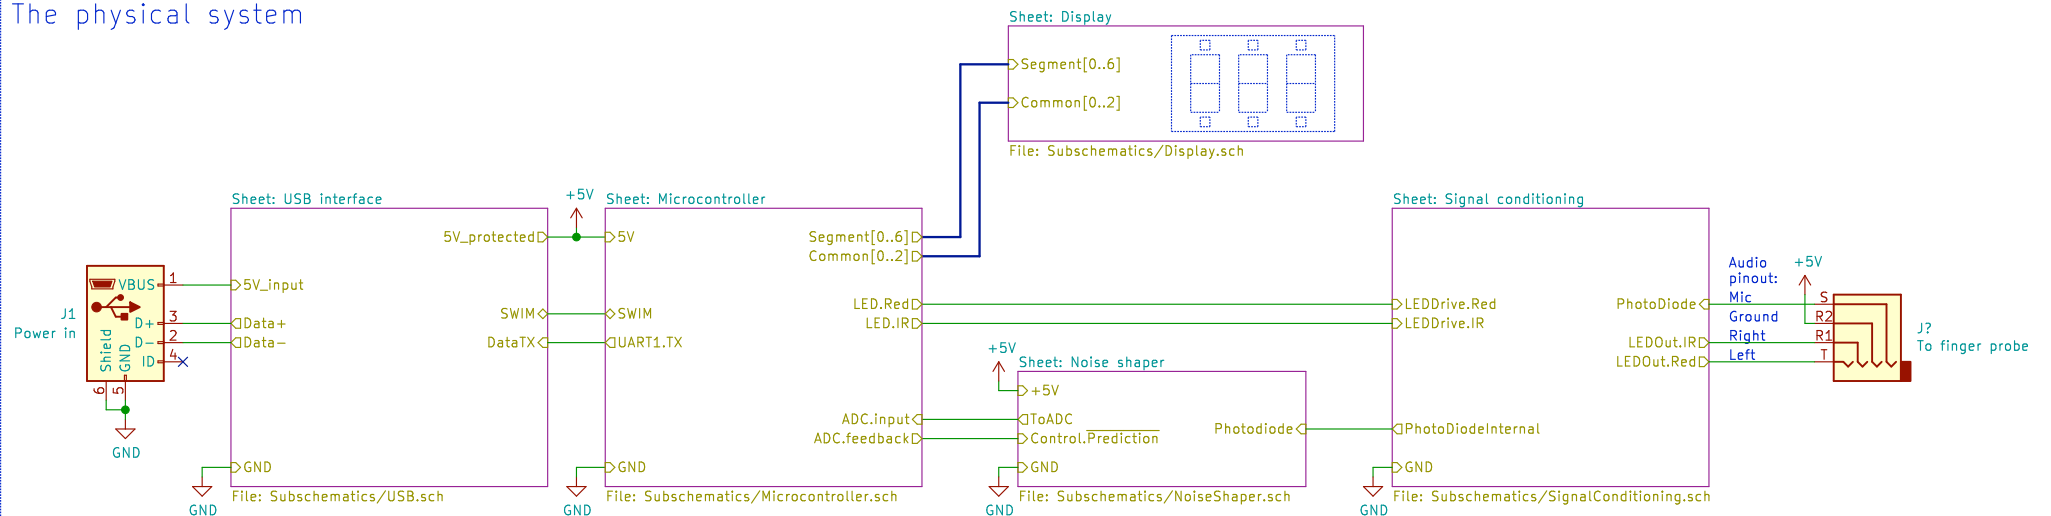 The physical system
Sheet: Display
Segment[0..6]
Common[0..2]
File: Subschematics/Display.sch
J1
Power in
VBUS
D+
D-
ID
Shield
GND
1
3
2
4
6
5
GND
Sheet: USB interface
5V_input
Data+
Data-
GND
5V_protected
SWIM
DataTX
File: Subschematics/USB.sch
GND
+5V
Sheet: Microcontroller
5V
SWIM
UART1.TX
GND
Segment[0..6]
Common[0..2]
LED.Red
LED.IR
ADC.input
ADC.feedback
File: Subschematics/Microcontroller.sch
GND
+5V
Sheet: Noise shaper
+5V
ToADC
Control.Prediction
GND
Photodiode
File: Subschematics/NoiseShaper.sch
GND
Sheet: Signal conditioning
LEDDrive.Red
LEDDrive.IR
PhotoDiodeInternal
GND
PhotoDiode
LEDOut.IR
LEDOut.Red
File: Subschematics/SignalConditioning.sch
GND
Audio
pinout:
Mic
Ground
Right
Left
+5V
S
R2
R1
T
J?
To finger probe